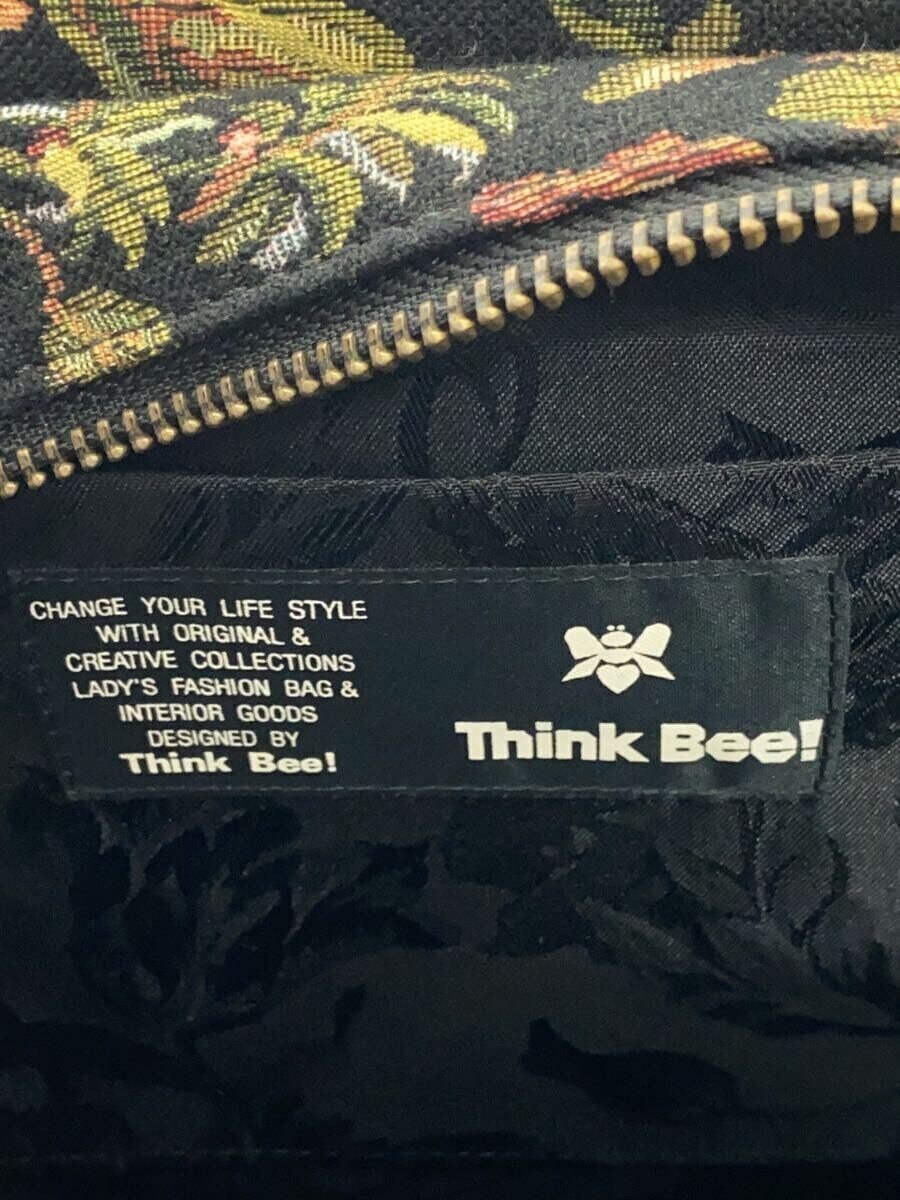 CHANGE YOUR LIFE STYLE
WITH ORIGINAL &
CREATIVE COLLECTIONS
LADY'S FASHION BAG &
INTERIOR GOODS
DESIGNED BY
Think Bee!
Think Bee!